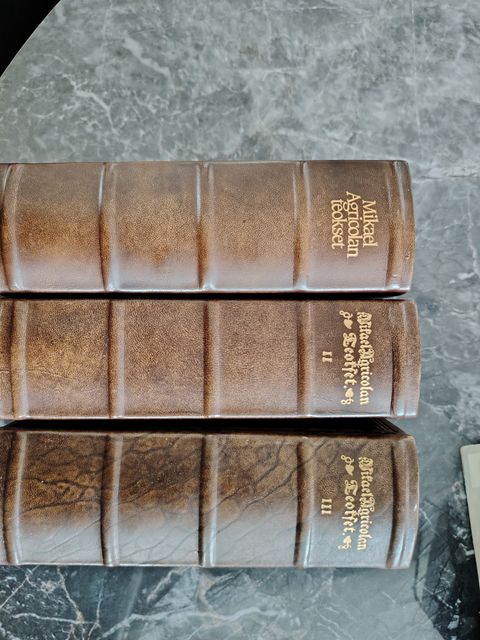 Mikael
Agricolan
teokset
Mikael Agricolan
Teokset
II
Mikael Agricolan
Teokset
III